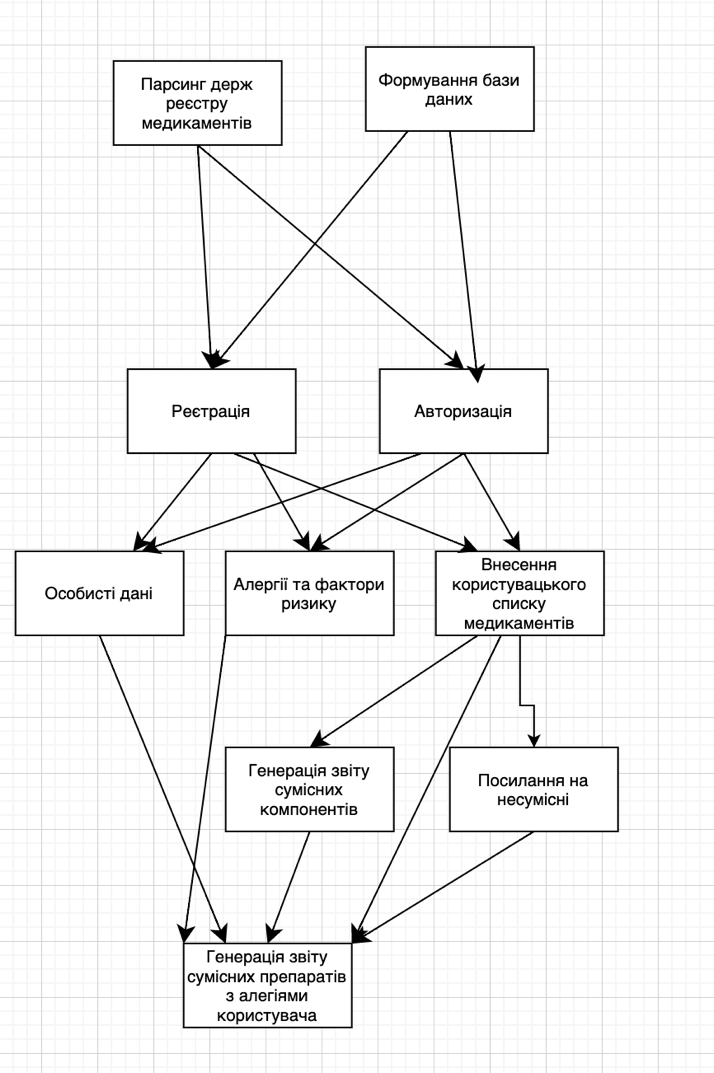 Парсинг держ
реєстру
медикаментів
Формування бази
даних
Реєтрація
Авторизація
Особисті дані
Алергії та фактори
ризику
Внесення
користувацького
списку
медикаментів
Генерація звіту
сумісних
компонентів
Посилання на
несумісні
Генерація звіту
сумісних препаратів
з алегіями
користувача